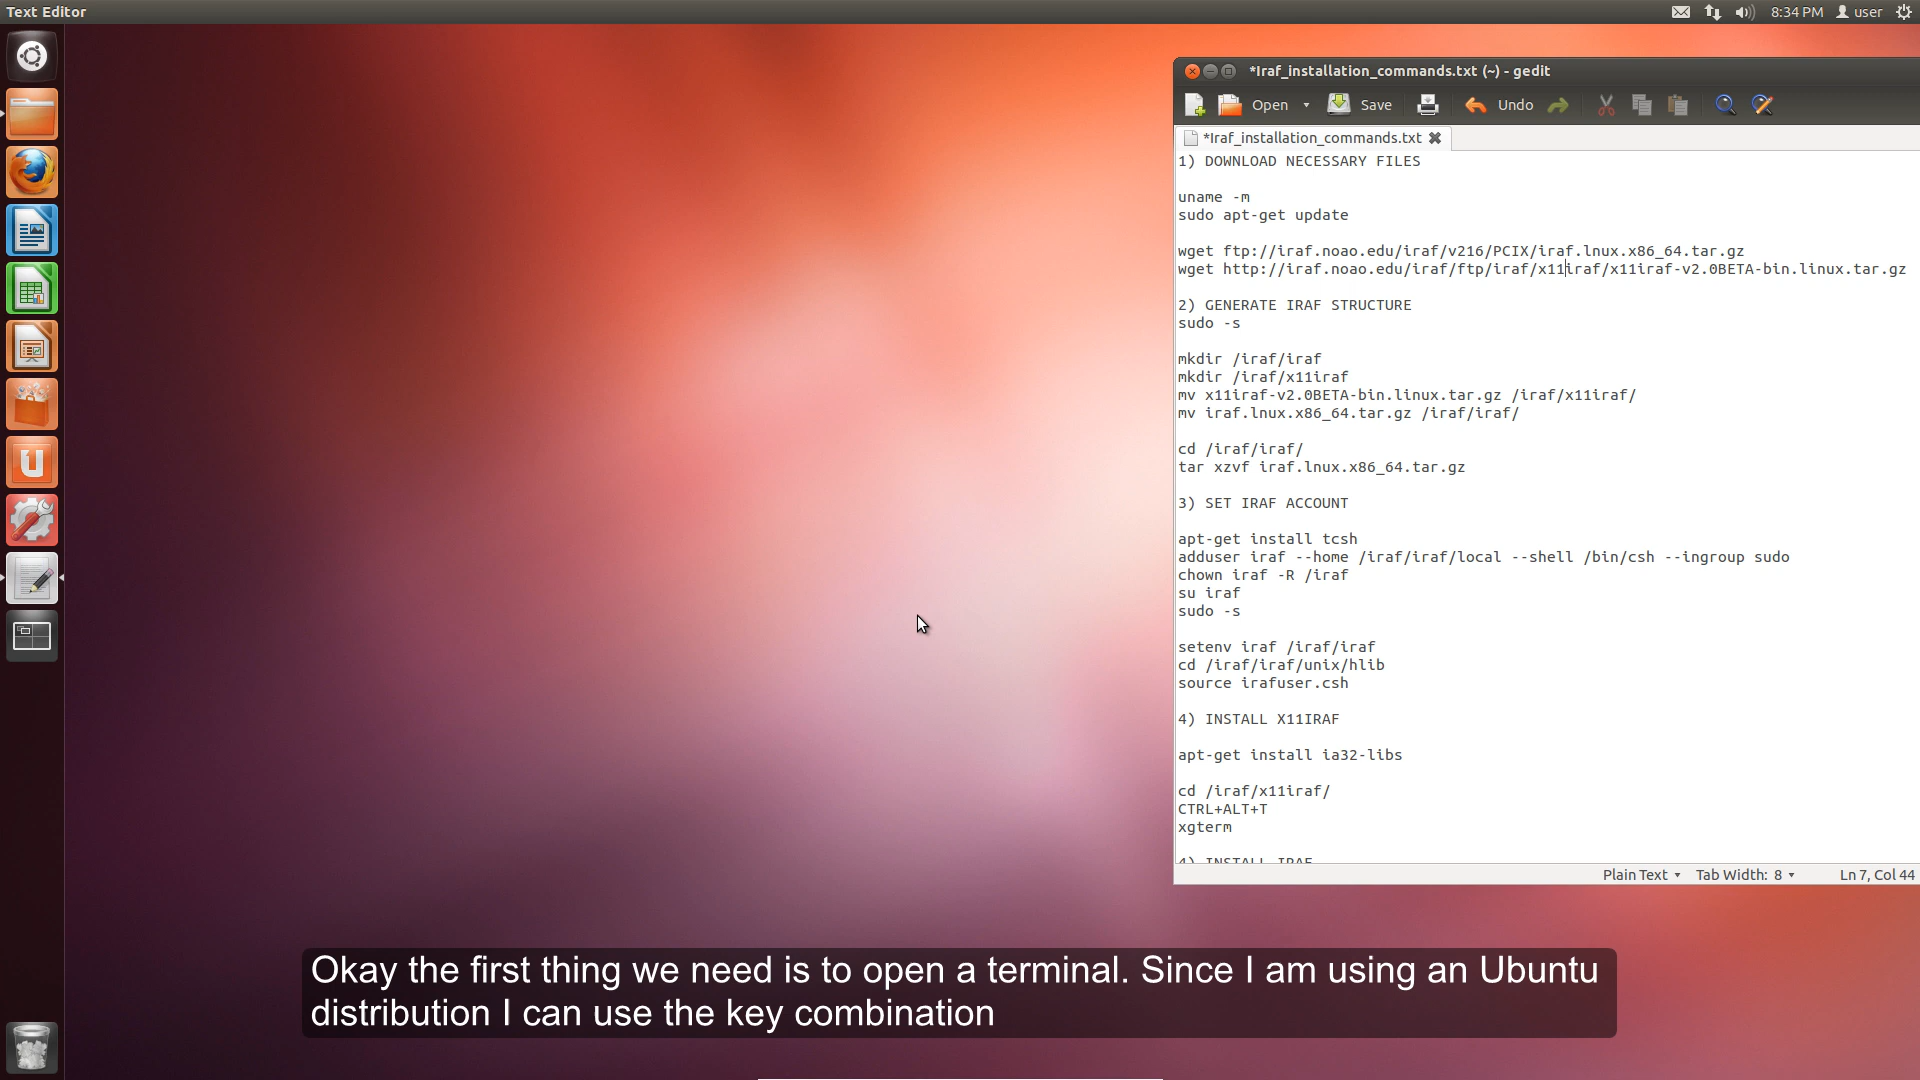 Text Editor
8:34 PM
user
*Iraf_installation_commands.txt (~) - gedit
Open
Save
Undo
*Iraf_installation_commands.txt
1) DOWNLOAD NECESSARY FILES
uname -m
sudo apt-get update
wget ftp://iraf.noao.edu/iraf/v216/PCIX/iraf.lnux.x86_64.tar.gz
wget http://iraf.noao.edu/iraf/ftp/iraf/x11iraf/x11iraf-v2.0BETA-bin.linux.tar.gz
2) GENERATE IRAF STRUCTURE
sudo -s
mkdir /iraf/iraf
mkdir /iraf/x11iraf
mv x11iraf-v2.0BETA-bin.linux.tar.gz /iraf/x11iraf/
mv iraf.lnux.x86_64.tar.gz /iraf/iraf/
cd /iraf/iraf/
tar xzvf iraf.lnux.x86_64.tar.gz
3) SET IRAF ACCOUNT
apt-get install tcsh
adduser iraf --home /iraf/iraf/local --shell /bin/csh --ingroup sudo
chown iraf -R /iraf
su iraf
sudo -s
setenv iraf /iraf/iraf
cd /iraf/iraf/unix/hlib
source irafuser.csh
4) INSTALL X11IRAF
apt-get install ia32-libs
cd /iraf/x11iraf/
CTRL+ALT+T
xgterm
4) INSTALL IRAF
Plain Text
Tab Width: 8
Ln 7, Col 44
Okay the first thing we need is to open a terminal. Since I am using an Ubuntu
distribution I can use the key combination